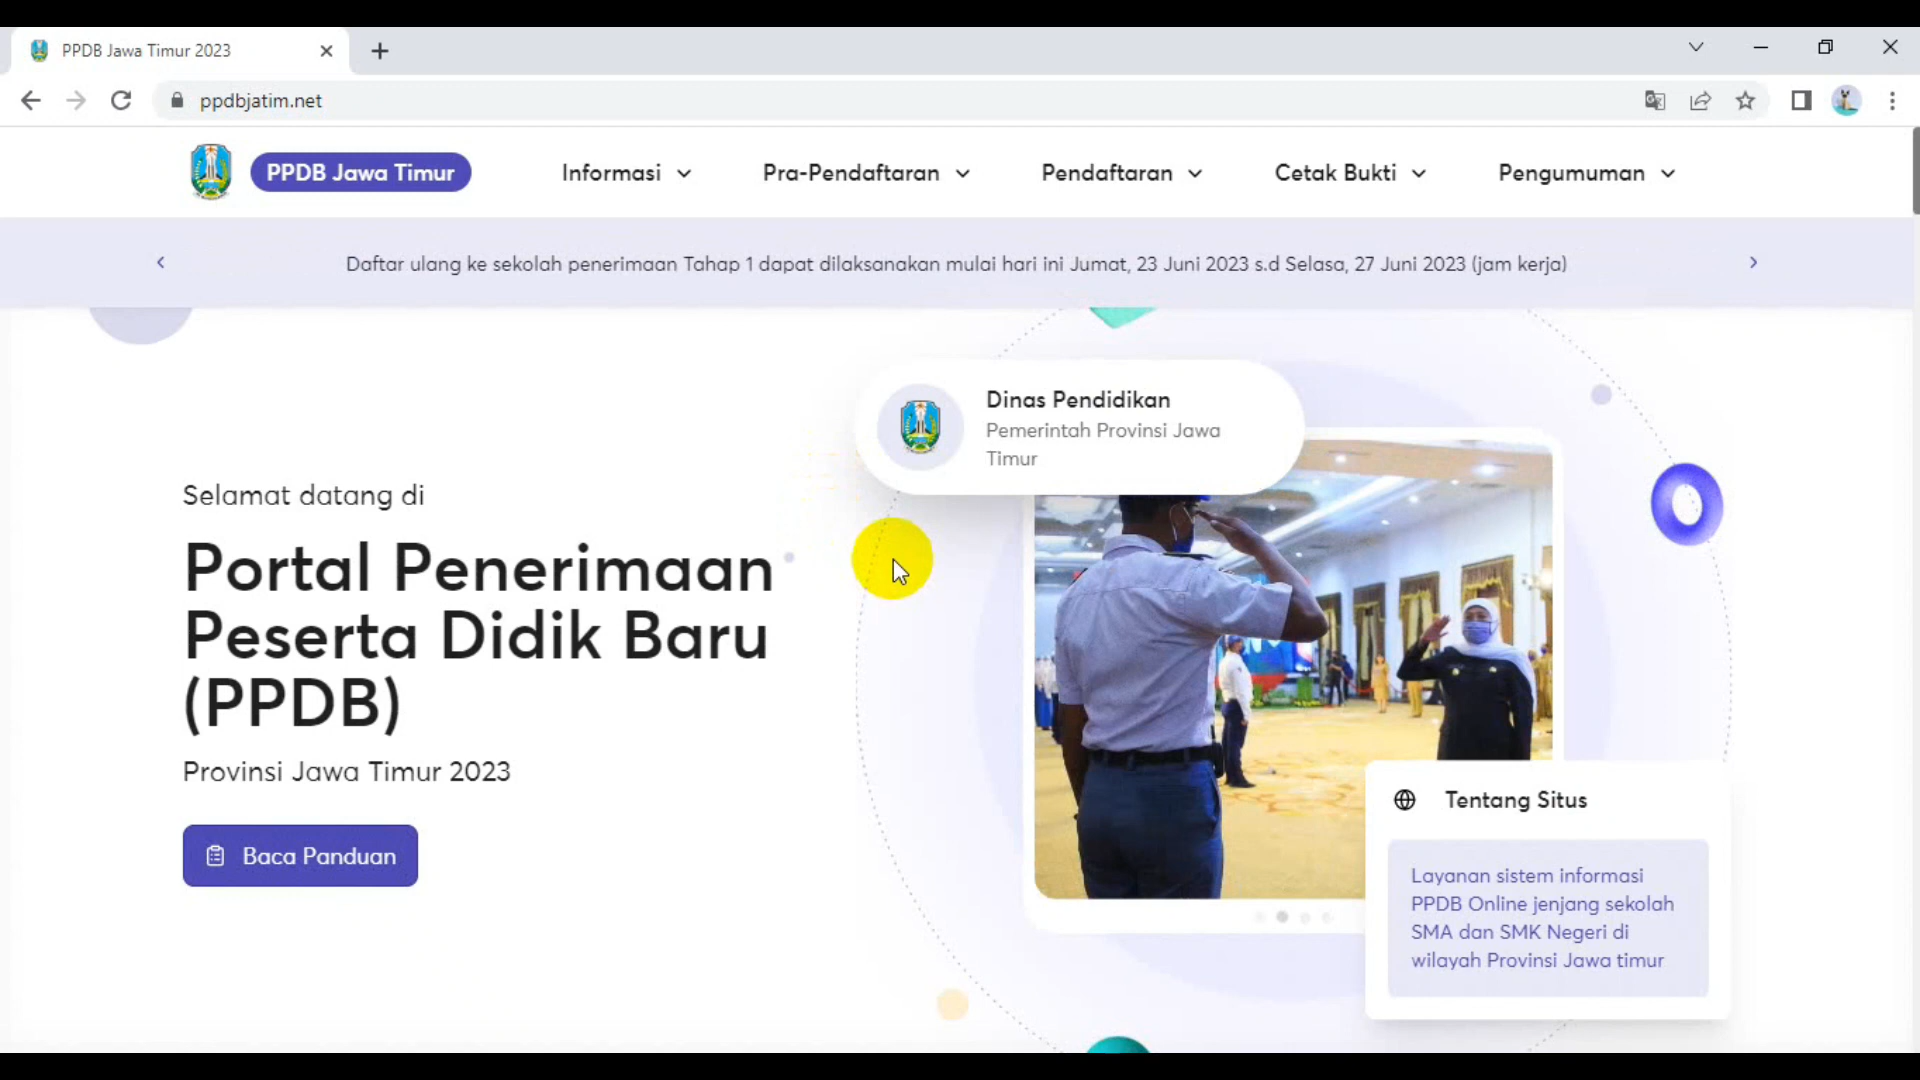 PPDB Jawa Timur 2023
ppdbjatim.net
PPDB Jawa Timur
Informasi
Pra-Pendaftaran
Pendaftaran
Cetak Bukti
Pengumuman
Daftar ulang ke sekolah penerimaan Tahap 1 dapat dilaksanakan mulai hari ini Jumat, 23 Juni 2023 s.d Selasa, 27 Juni 2023 (jam kerja)
Dinas Pendidikan
Pemerintah Provinsi Jawa
Timur
Selamat datang di
Portal Penerimaan
Peserta Didik Baru
(PPDB)
Provinsi Jawa Timur 2023
Baca Panduan
Tentang Situs
Layanan sistem informasi
PPDB Online jenjang sekolah
SMA dan SMK Negeri di
wilayah Provinsi Jawa timur